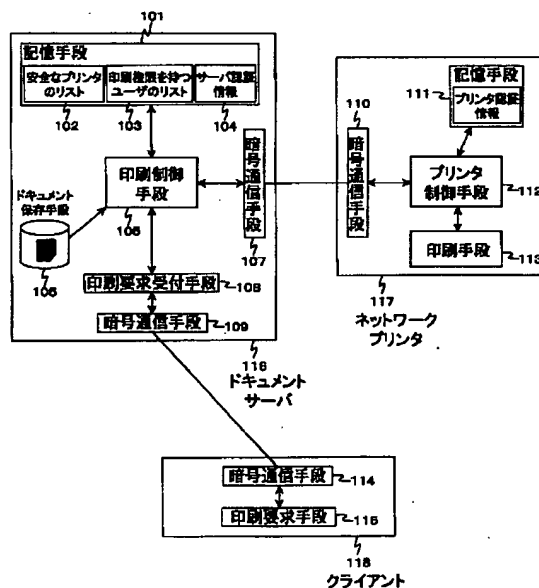 101
記憶手段
安全なプリンタ
のリスト
印刷権限を持つ
ユーザのリスト
サーバ認証
情報
102
103
104
記憶手段
111
プリンタ認証
情報
110
暗号通信手段
暗号通信手段
107
印刷制御
手段
105
プリンタ
制御手段
112
ドキュメント
保存手段
106
印刷手段
113
印刷要求受付手段
108
暗号通信手段
109
117
ネットワーク
プリンタ
116
ドキュメント
サーバ
暗号通信手段
114
印刷要求手段
115
118
クライアント